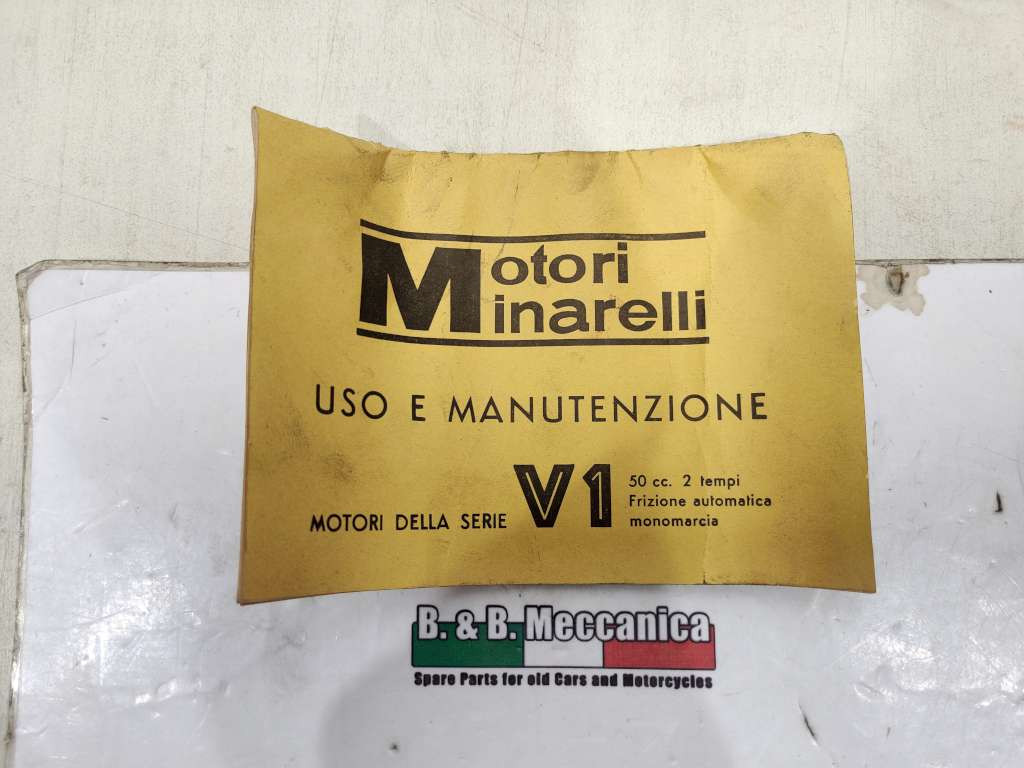 Motori
Minarelli
USO E MANUTENZIONE
MOTORI DELLA SERIE V1
50 cc. 2 tempi
Frizione automatica
monomarcia
B. & B. Meccanica
Spare Parts for old Cars and Motorcycles